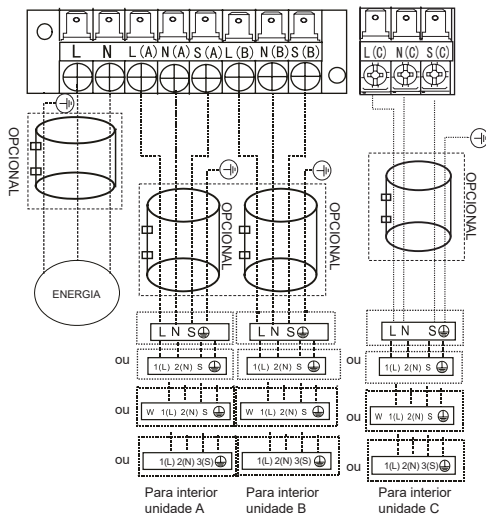 L N L (A) N (A) S (A) L (B) N (B) S (B)
L (C) N (C) S (C)
OPCIONAL
OPCIONAL
OPCIONAL
OPCIONAL
ENERGIA
L N S
L N S
L N S
ou
1(L) 2(N) S
1(L) 2(N) S
ou
1(L) 2(N) S
ou
W 1(L) 2(N) S
W 1(L) 2(N) S
ou
W 1(L) 2(N) S
ou
1(L) 2(N) 3(S)
1(L) 2(N) 3(S)
ou
1(L) 2(N) 3(S)
Para interior
unidade A
Para interior
unidade B
Para interior
unidade C